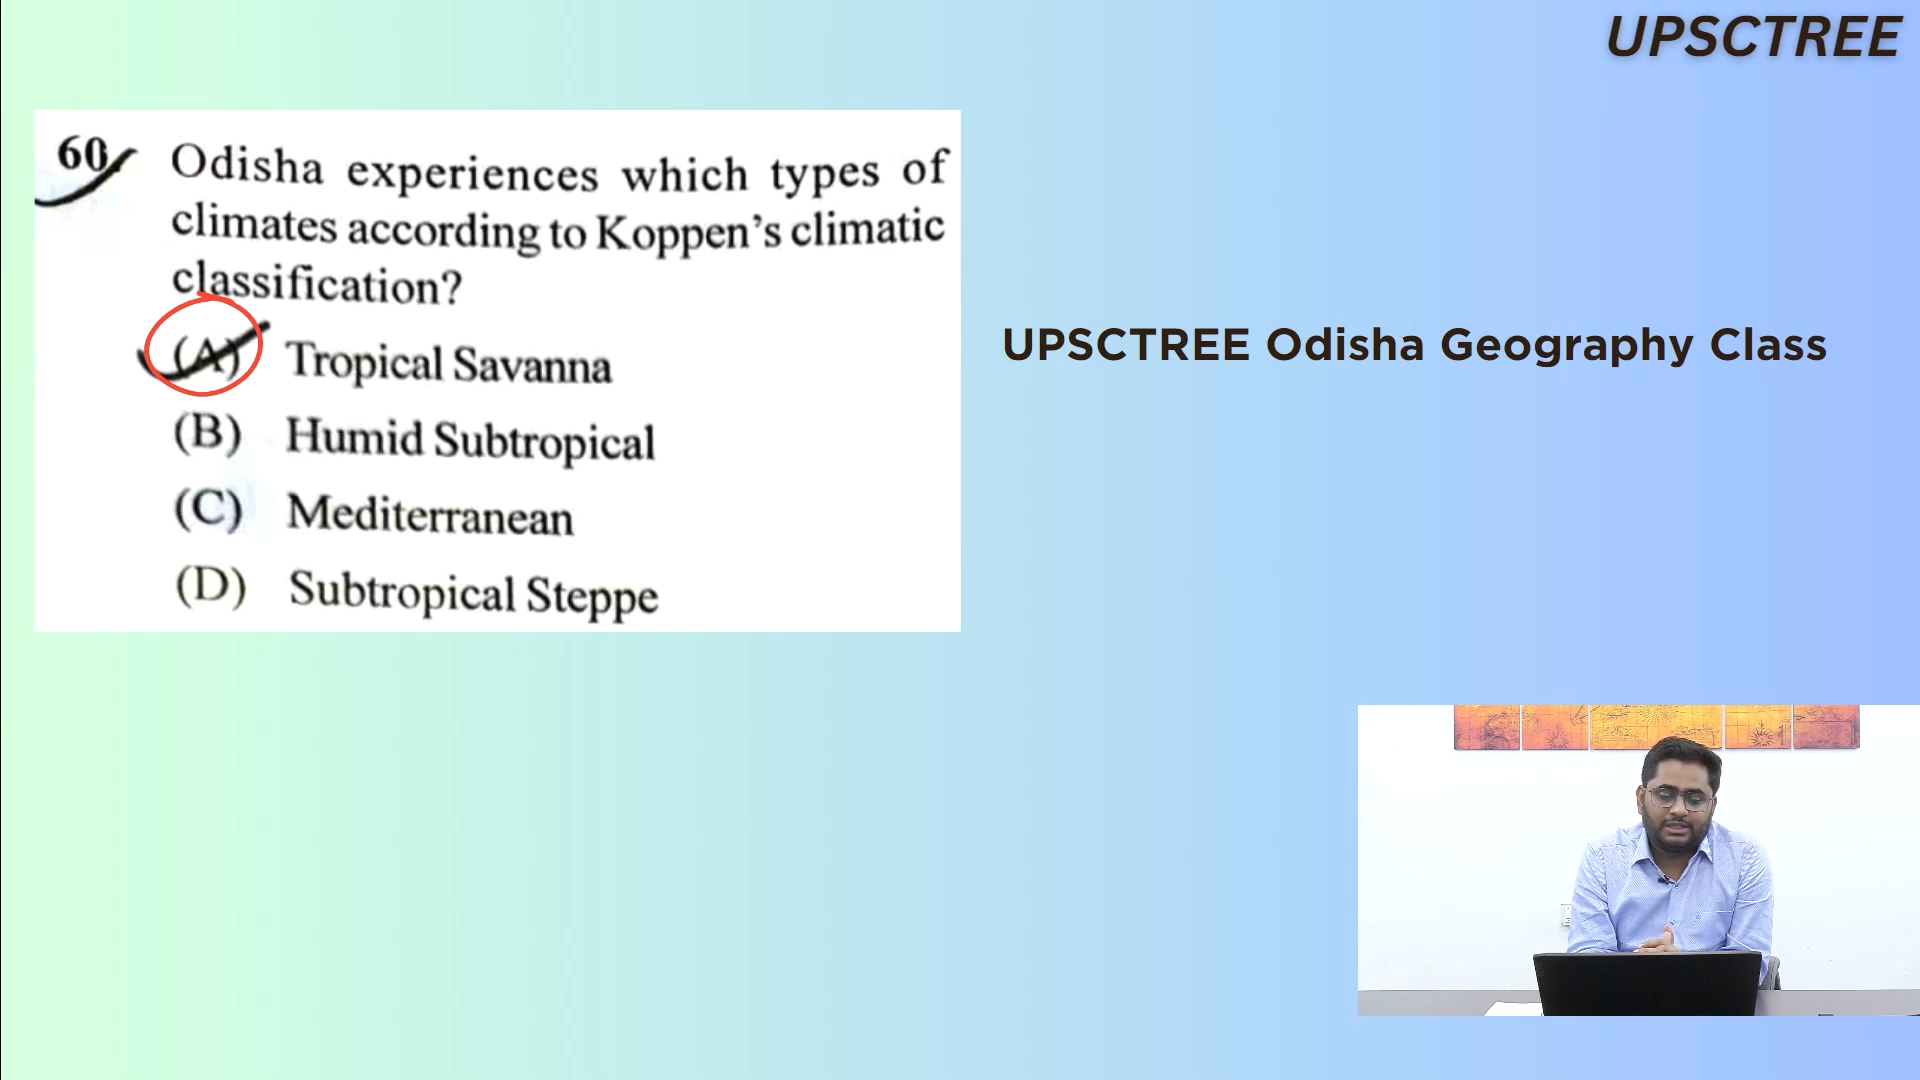 UPSCTREE
60
Odisha experiences which types of
climates according to Koppen's climatic
classification?
(A) Tropical Savanna
(B) Humid Subtropical
(C) Mediterranean
(D) Subtropical Steppe
UPSCTREE Odisha Geography Class